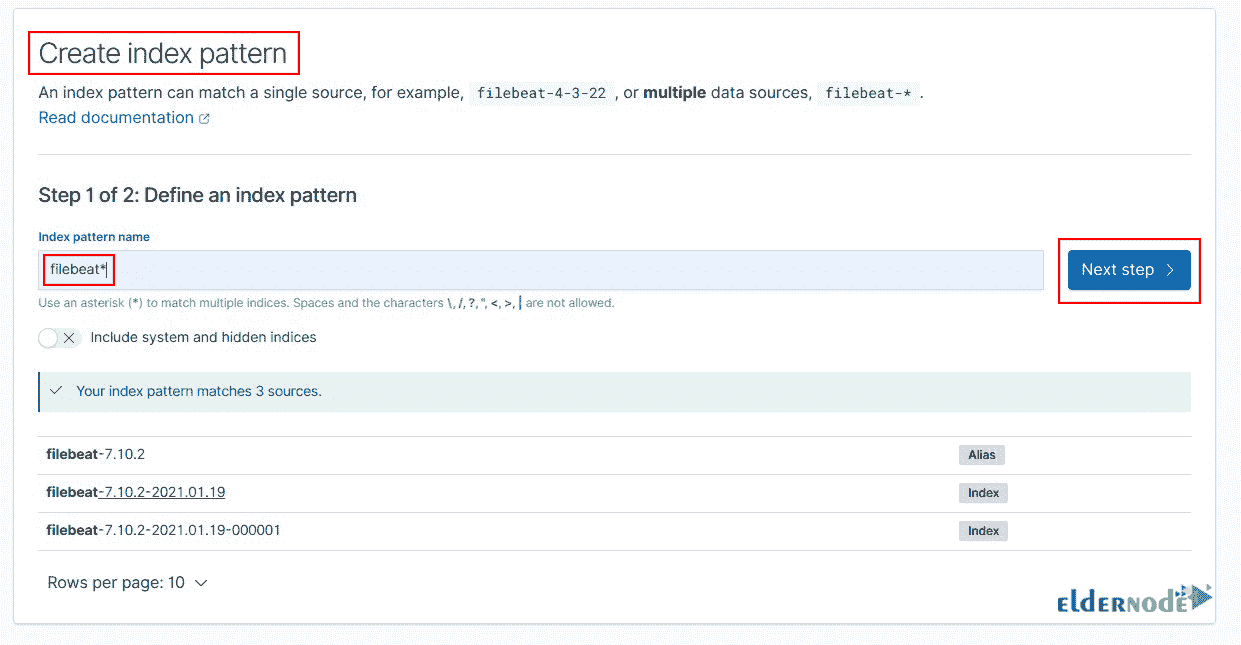 Create index pattern
An index pattern can match a single source, for example, filebeat-4-3-22 , or multiple data sources, filebeat-* .
Read documentation
Step 1 of 2: Define an index pattern
Index pattern name
filebeat*
Next step
Use an asterisk (*) to match multiple indices. Spaces and the characters \, /, ?, ", <, >, | are not allowed.
Include system and hidden indices
Your index pattern matches 3 sources.
filebeat-7.10.2 Alias
filebeat-7.10.2-2021.01.19 Index
filebeat-7.10.2-2021.01.19-000001 Index
Rows per page: 10
ELDERNODE